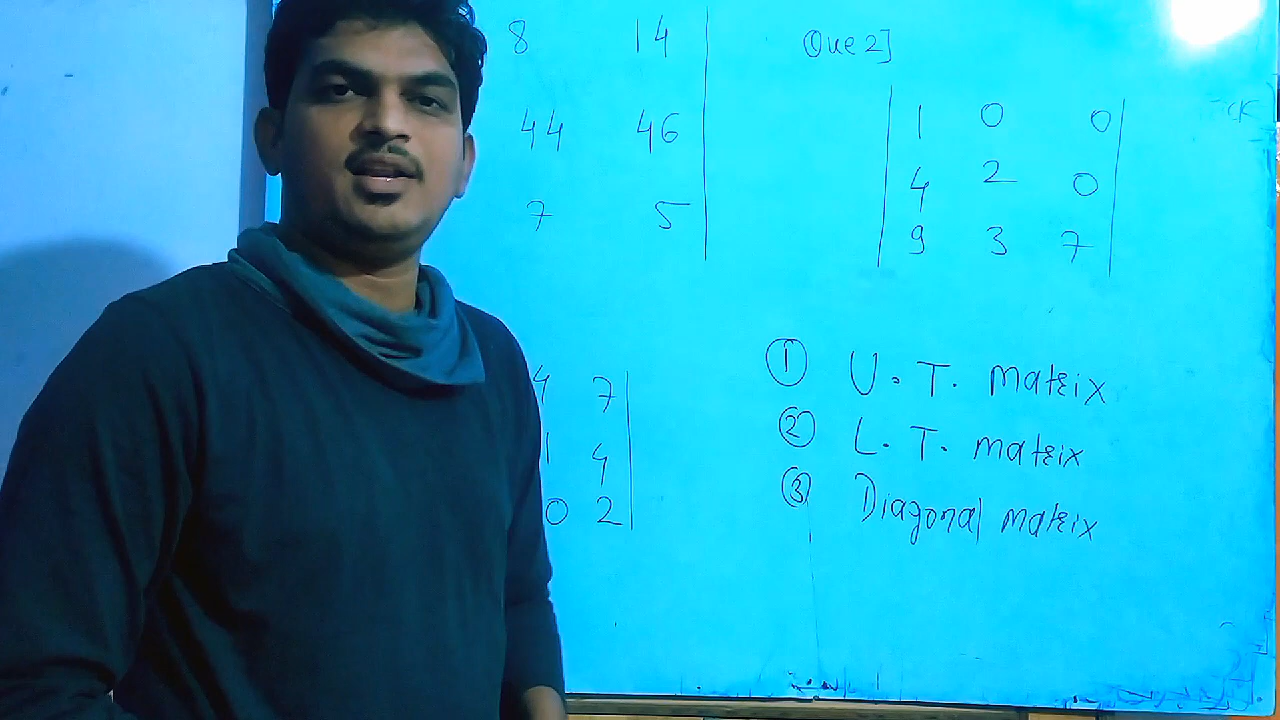 8 14
44 46
7 5
4 7
1 4
0 2
Que 2]
1 0 0
4 2 0
9 3 7
① U. T. matrix
② L. T. matrix
③ Diagonal matrix